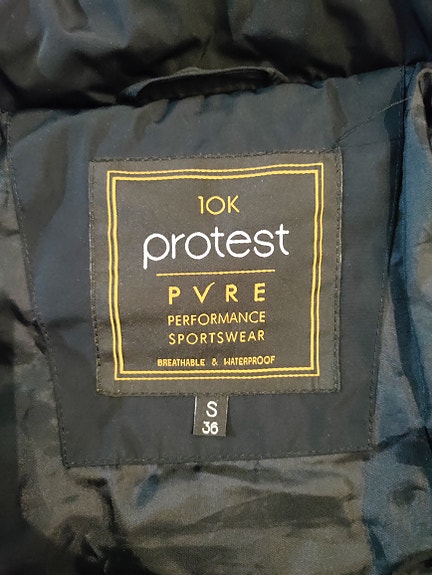 10K
protest
PVRE
PERFORMANCE
SPORTSWEAR
BREATHABLE & WATERPROOF
S
36